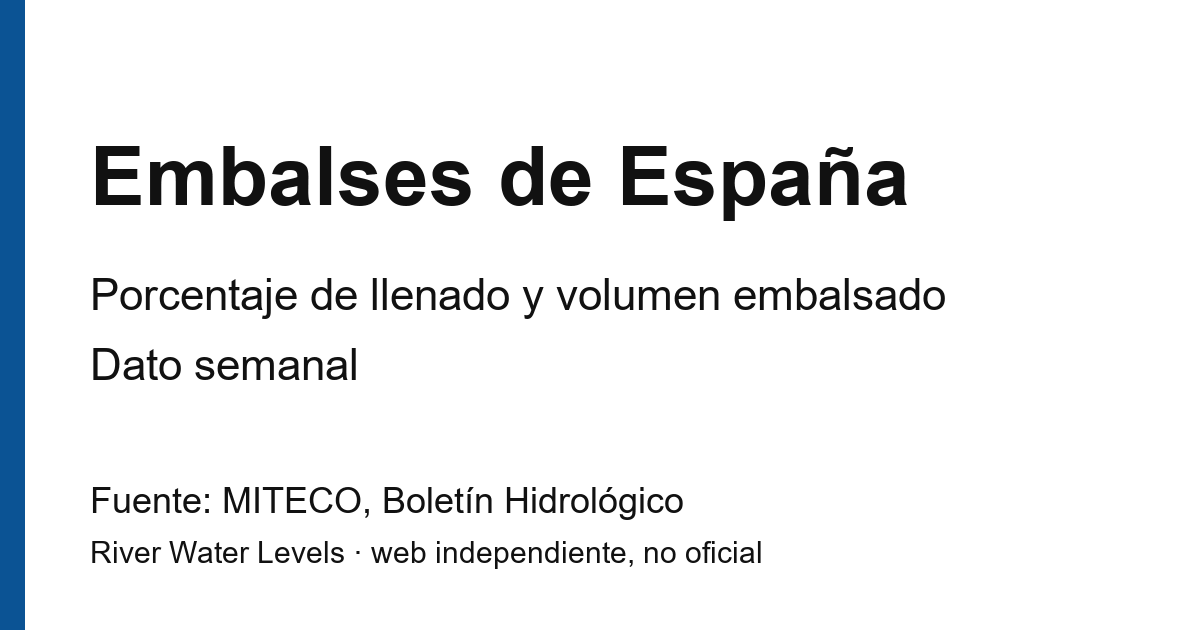 Embalses de España
Porcentaje de llenado y volumen embalsado
Dato semanal
Fuente: MITECO, Boletín Hidrológico
River Water Levels · web independiente, no oficial